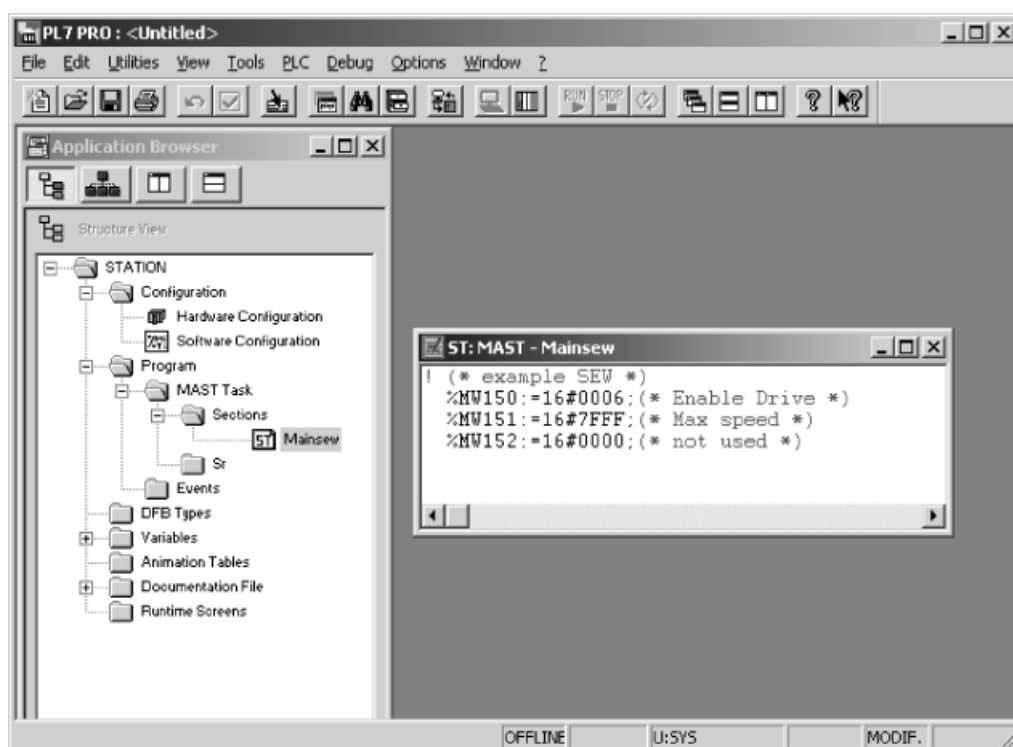 PL7 PRO : <Untitled>
File Edit Utilities View Tools PLC Debug Options Window ?
RUN STOP
Application Browser
Structure View
STATION
Configuration
Hardware Configuration
Software Configuration
Program
MAST Task
Sections
ST Mainsew
Sr
Events
DFB Types
Variables
Animation Tables
Documentation File
Runtime Screens
ST: MAST - Mainsew
! (* example SEW *)
%MW150:=16#0006;(* Enable Drive *)
%MW151:=16#7FFF;(* Max speed *)
%MW152:=16#0000;(* not used *)
OFFLINE U:SYS MODIF.